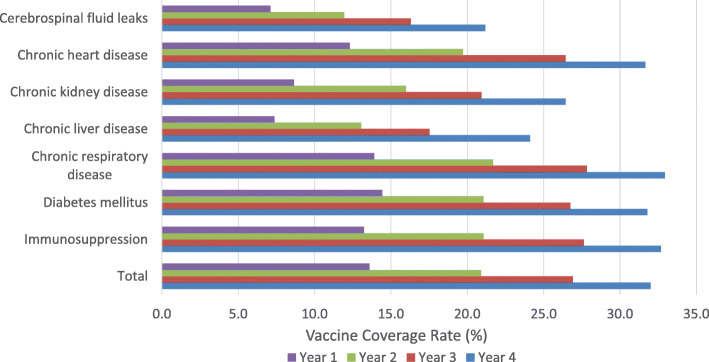 Cerebrospinal fluid leaks
Chronic heart disease
Chronic kidney disease
Chronic liver disease
Chronic respiratory
disease
Diabetes mellitus
Immunosuppression
Total
0.0 5.0 10.0 15.0 20.0 25.0 30.0 35.0
Vaccine Coverage Rate (%)
Year 1 Year 2 Year 3 Year 4